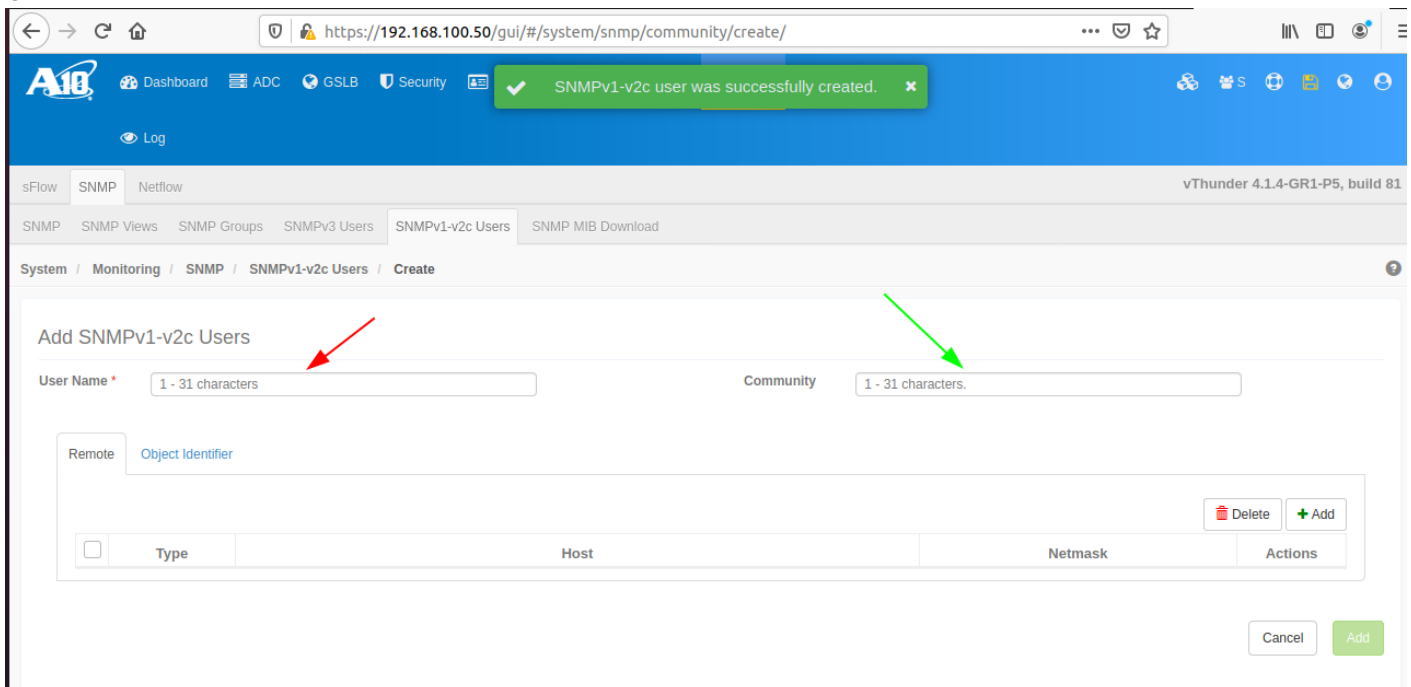 https://192.168.100.50/gui/#/system/snmp/community/create/
A10 Dashboard ADC GSLB Security
SNMPv1-v2c user was successfully created. ×
S
Log
sFlow SNMP Netflow vThunder 4.1.4-GR1-P5, build 81
SNMP SNMP Views SNMP Groups SNMPv3 Users SNMPv1-v2c Users SNMP MIB Download
System / Monitoring / SNMP / SNMPv1-v2c Users / Create
Add SNMPv1-v2c Users
User Name * 1 - 31 characters Community 1 - 31 characters.
Remote Object Identifier
Delete + Add
Type Host Netmask Actions
Cancel Add